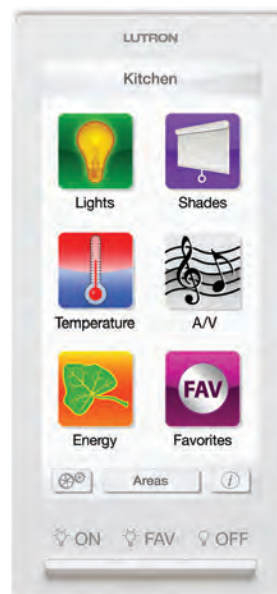 LUTRON
Kitchen
Lights Shades
Temperature A/V
FAV
Energy Favorites
Areas i
ON FAV OFF